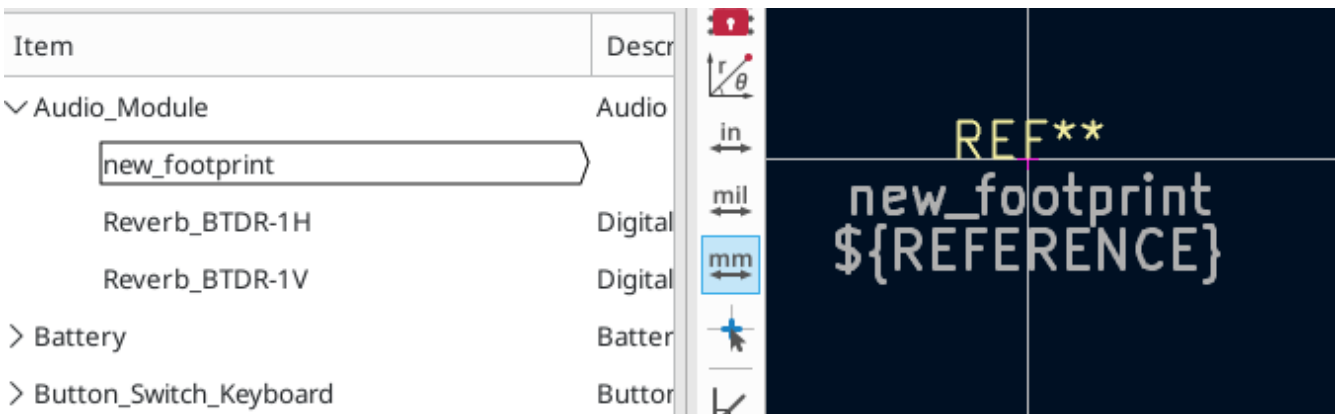 Item Descr
Audio_Module Audio
new_footprint
Reverb_BTDR-1H Digital
Reverb_BTDR-1V Digital
Battery Batter
Button_Switch_Keyboard Button
r θ
in
mil
mm
REF**
new_footprint
${REFERENCE}